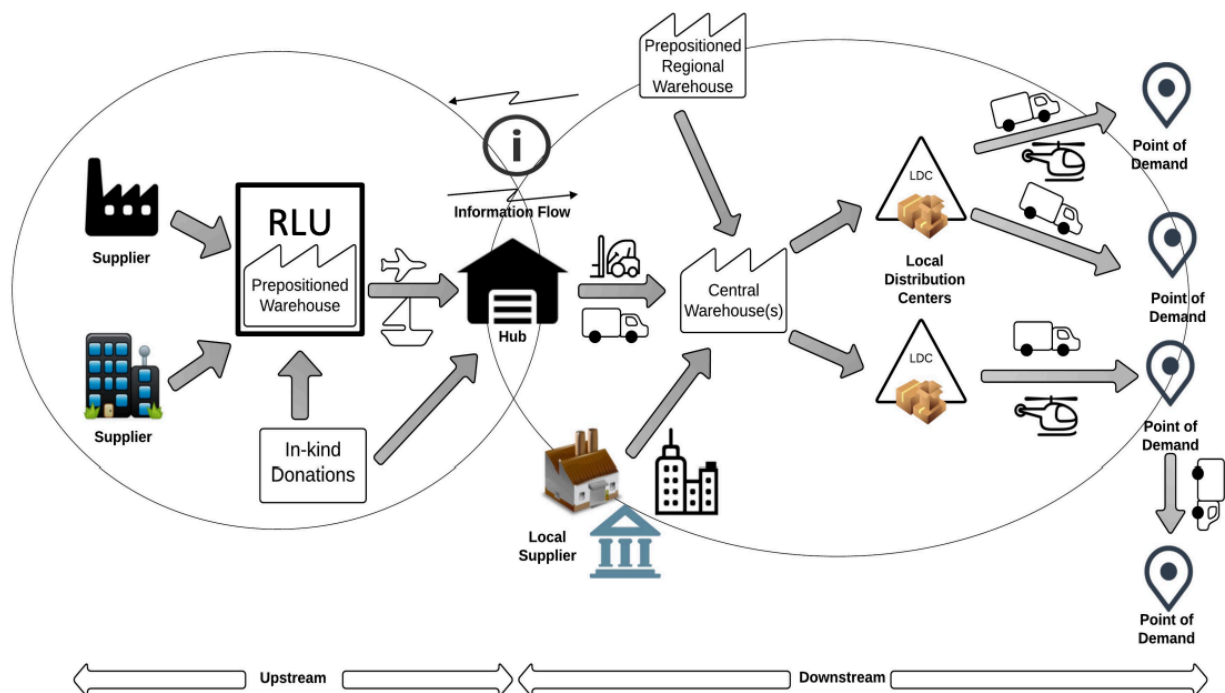 Prepositioned
Regional
Warehouse
i
Information Flow
Supplier
RLU
Prepositioned
Warehouse
Supplier
In-kind
Donations
Hub
Central
Warehouse(s)
Local
Supplier
LDC
Local
Distribution
Centers
LDC
Point of
Demand
Point of
Demand
Point of
Demand
Point of
Demand
Upstream
Downstream